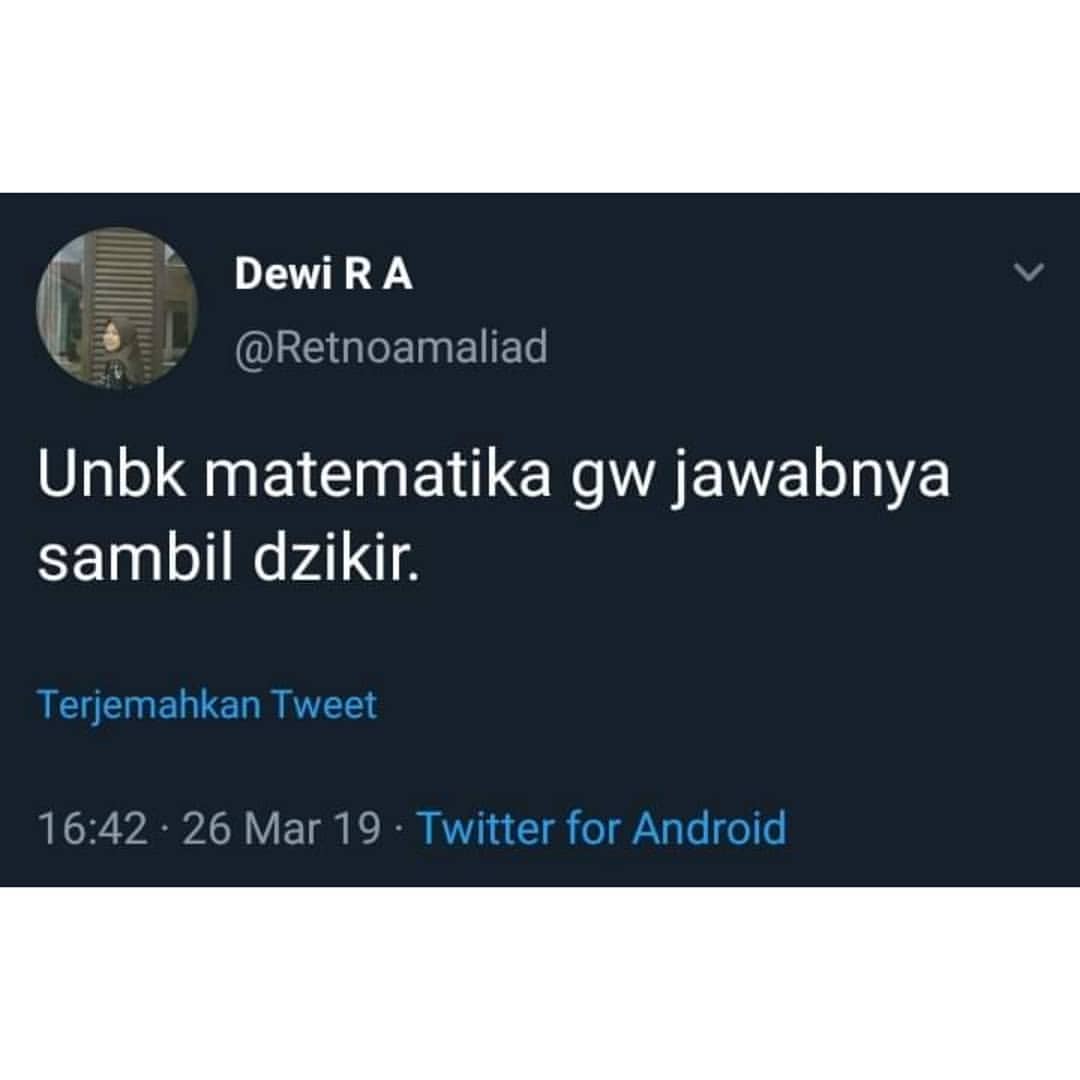 Dewi R A
@Retnoamaliad
Unbk matematika gw jawabnya
sambil dzikir.
Terjemahkan Tweet
16:42 · 26 Mar 19 · Twitter for Android